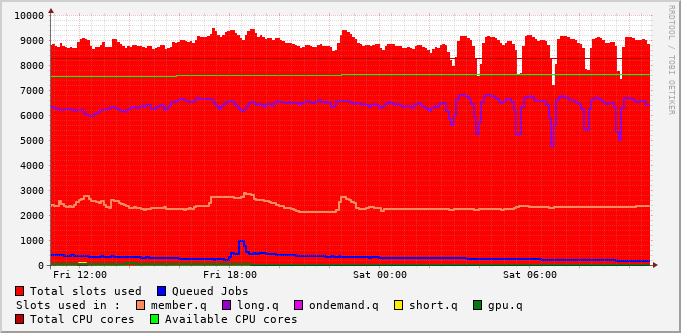 10000
9000
8000
7000
6000
5000
4000
3000
2000
1000
0
Fri 12:00 Fri 18:00 Sat 00:00 Sat 06:00
RRDTOOL / TOBI OETIKER
Total slots used Queued Jobs
Slots used in : member.q long.q ondemand.q short.q gpu.q
Total CPU cores Available CPU cores